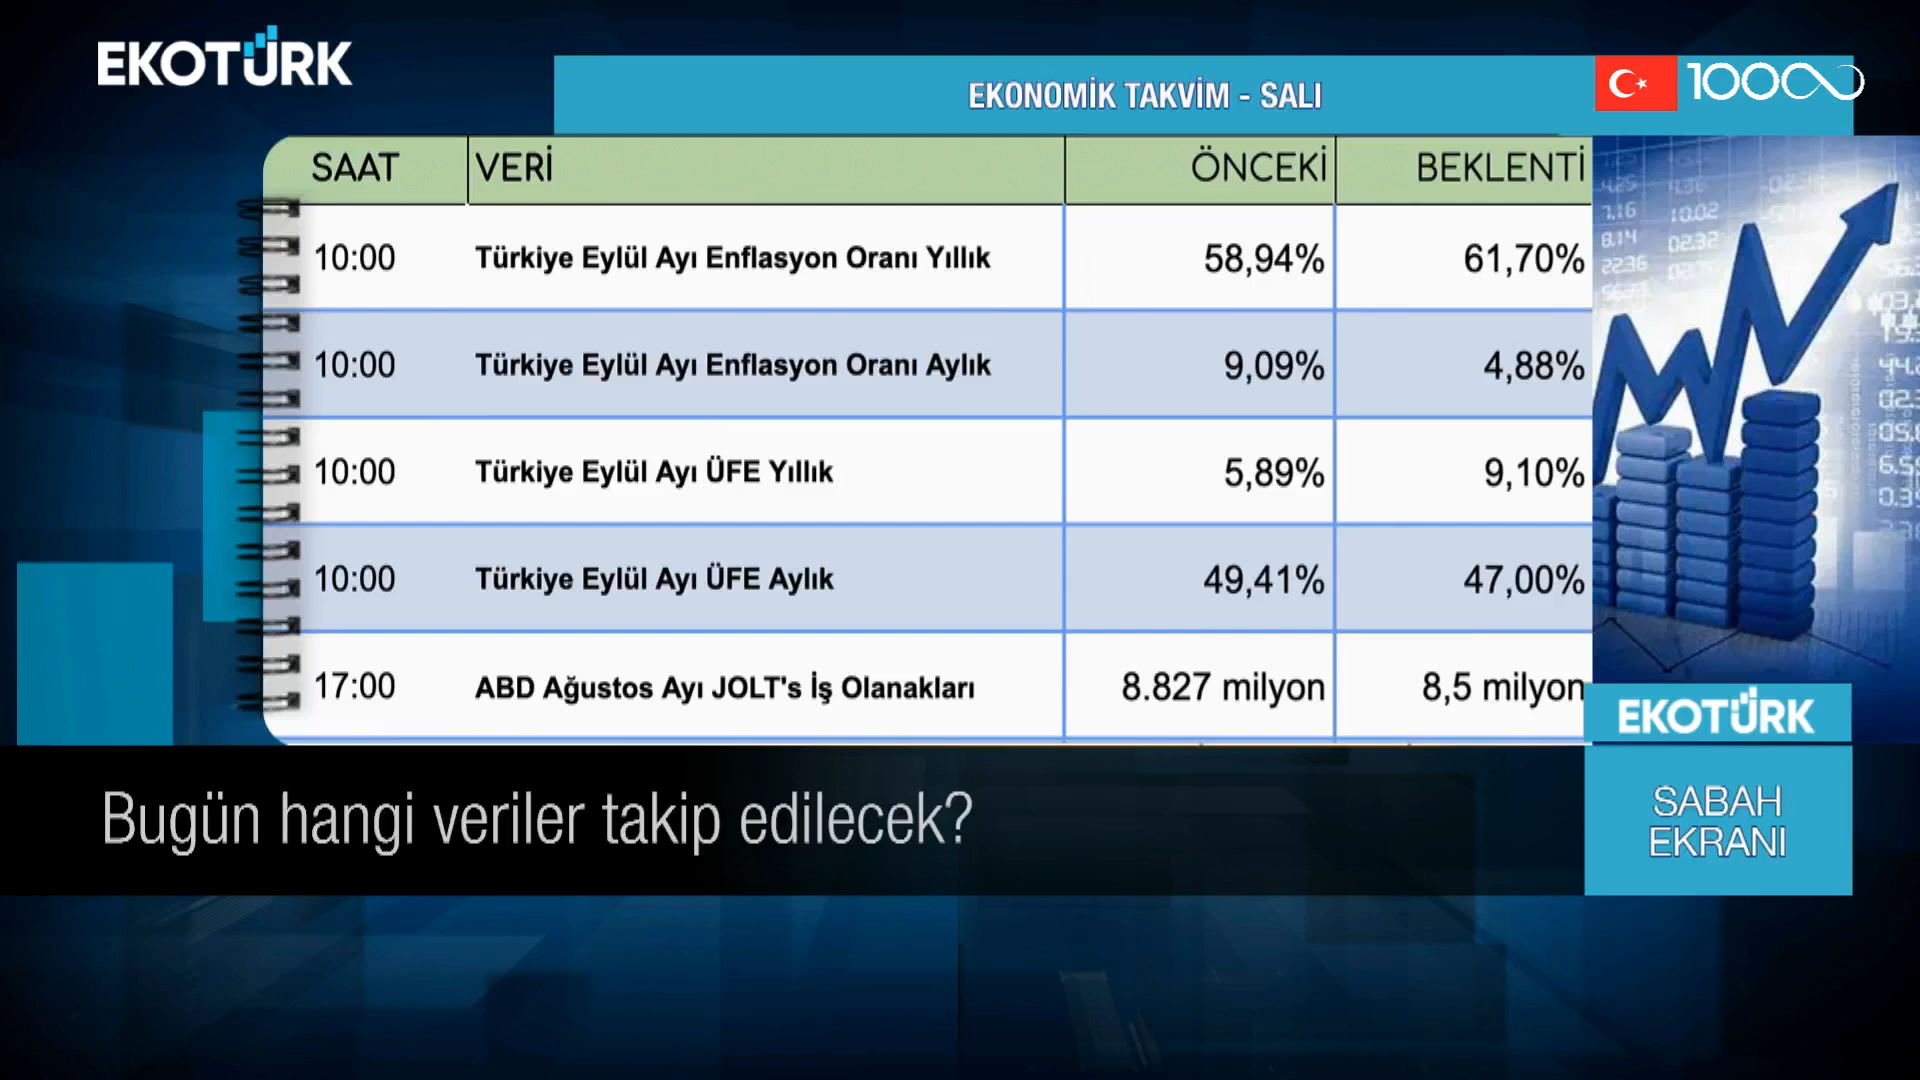 EKOTÜRK
EKONOMİK TAKVİM - SALI
100
SAAT VERİ ÖNCEKİ BEKLENTİ
10:00 Türkiye Eylül Ayı Enflasyon Oranı Yıllık 58,94% 61,70%
10:00 Türkiye Eylül Ayı Enflasyon Oranı Aylık 9,09% 4,88%
10:00 Türkiye Eylül Ayı ÜFE Yıllık 5,89% 9,10%
10:00 Türkiye Eylül Ayı ÜFE Aylık 49,41% 47,00%
17:00 ABD Ağustos Ayı JOLT's İş Olanakları 8.827 milyon 8,5 milyon
EKOTÜRK
Bugün hangi veriler takip edilecek?
SABAH
EKRANI